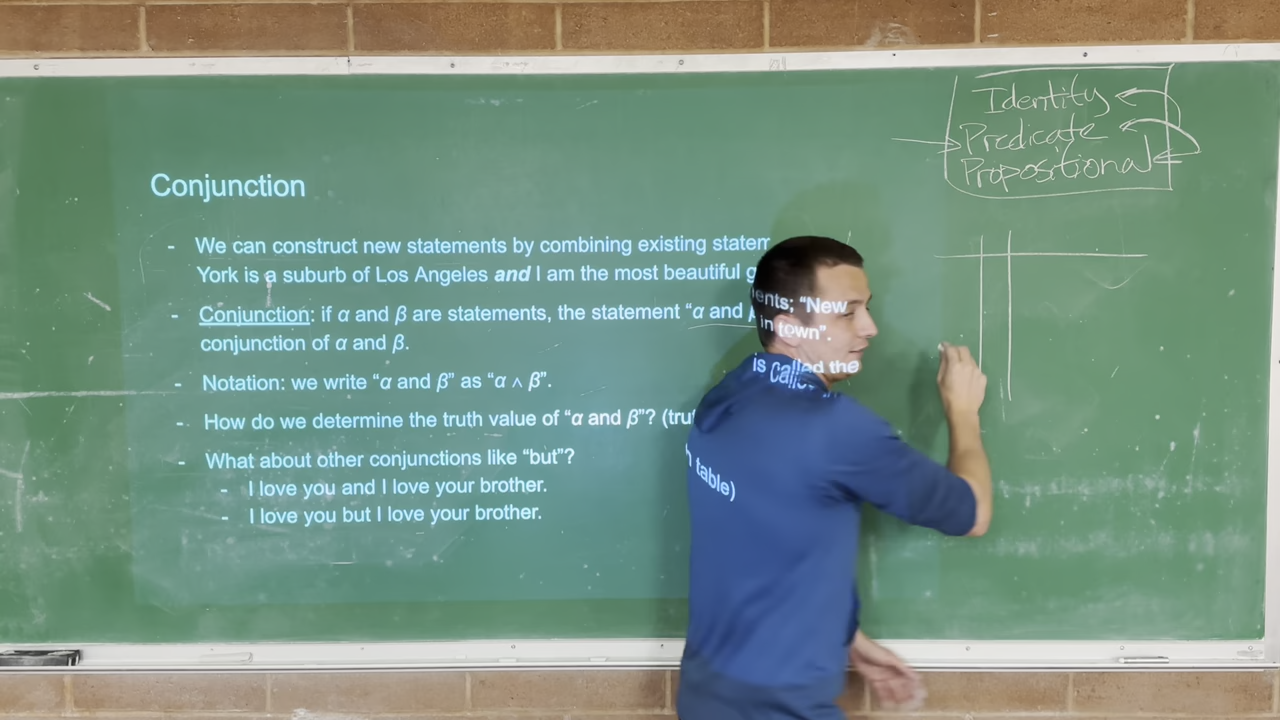 Identity
Predicate
Propositional
Conjunction
- We can construct new statements by combining existing statements; “New
York is a suburb of Los Angeles and I am the most beautiful g in town”.
- Conjunction: if α and β are statements, the statement “α and β” is called the
conjunction of α and β.
- Notation: we write “α and β” as “α ∧ β”.
- How do we determine the truth value of “α and β”? (truth table)
- What about other conjunctions like “but”?
- I love you and I love your brother.
- I love you but I love your brother.